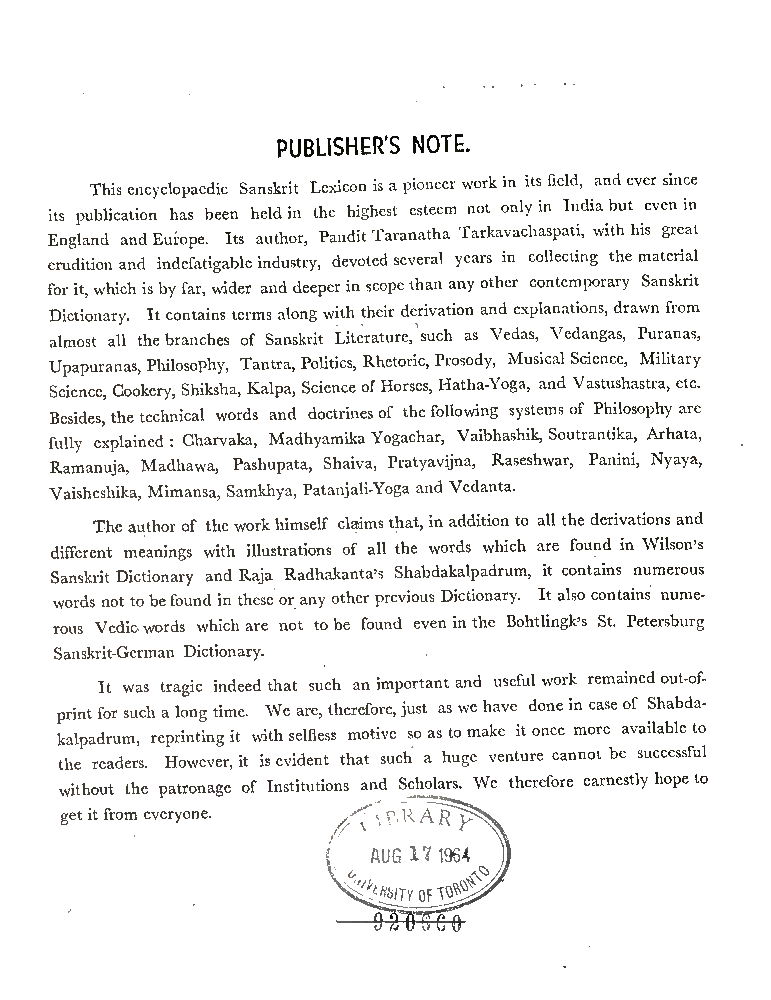 PUBLISHER'S NOTE.
This encyclopaedic Sanskrit Lexicon is a pioneer work in its field, and ever since
its publication has been held in the highest esteem not only in India but even in
England and Europe. Its author, Pandit Taranatha Tarkavachaspati, with his great
erudition and indefatigable industry, devoted several years in collecting the material
for it, which is by far, wider and deeper in scope than any other contemporary Sanskrit
Dictionary. It contains terms along with their derivation and explanations, drawn from
almost all the branches of Sanskrit Literature, such as Vedas, Vedangas, Puranas,
Upapuranas, Philosophy, Tantra, Politics, Rhetoric, Prosody, Musical Science, Military
Science, Cookery, Shiksha, Kalpa, Science of Horses, Hatha-Yoga, and Vastushastra, etc.
Besides, the technical words and doctrines of the following systems of Philosophy are
fully explained : Charvaka, Madhyamika Yogachar, Vaibhashik, Soutrantika, Arhata,
Ramanuja, Madhawa, Pashupata, Shaiva, Pratyavijna, Raseshwar, Panini, Nyaya,
Vaisheshika, Mimansa, Samkhya, Patanjali-Yoga and Vedanta.
The author of the work himself claims that, in addition to all the derivations and
different meanings with illustrations of all the words which are found in Wilson's
Sanskrit Dictionary and Raja Radhakanta's Shabdakalpadrum, it contains numerous
words not to be found in these or any other previous Dictionary. It also contains nume-
rous Vedic words which are not to be found even in the Bohtlingk's St. Petersburg
Sanskrit-German Dictionary.
It was tragic indeed that such an important and useful work remained out-of-
print for such a long time. We are, therefore, just as we have done in case of Shabda-
kalpadrum, reprinting it with selfless motive so as to make it once more available to
the readers. However, it is evident that such a huge venture cannot be successful
without the patronage of Institutions and Scholars. We therefore earnestly hope to
get it from everyone.
LIBRARY
AUG 17 1964
UNIVERSITY OF TORONTO